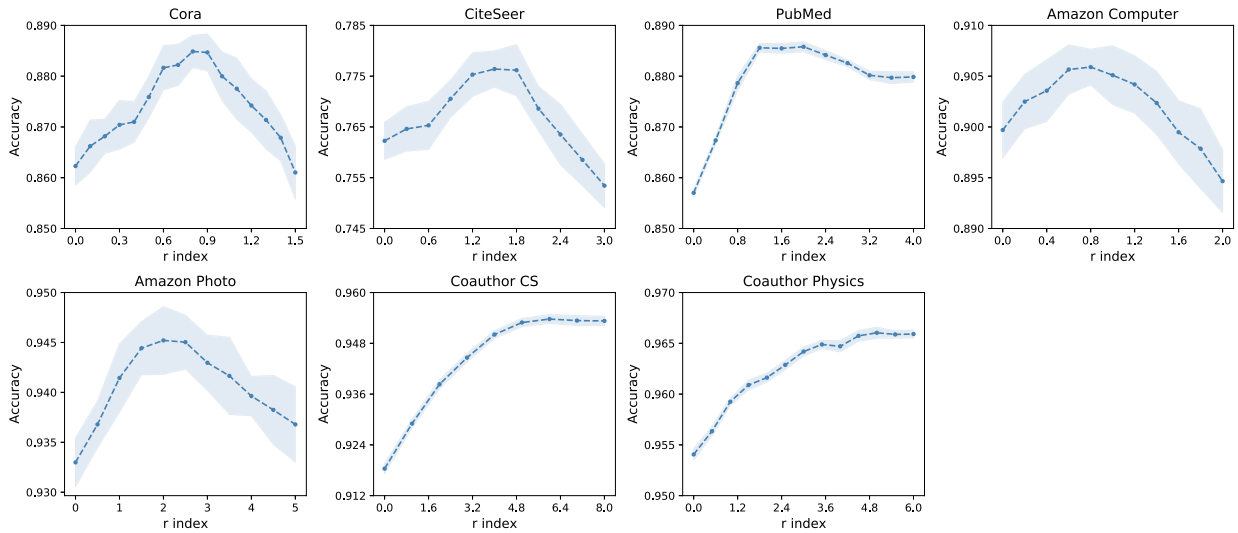 Cora
Accuracy
0.890
0.880
0.870
0.860
0.850
0.0 0.3 0.6 0.9 1.2 1.5
r index
CiteSeer
Accuracy
0.785
0.775
0.765
0.755
0.745
0.0 0.6 1.2 1.8 2.4 3.0
r index
PubMed
Accuracy
0.890
0.880
0.870
0.860
0.850
0.0 0.8 1.6 2.4 3.2 4.0
r index
Amazon Computer
Accuracy
0.910
0.905
0.900
0.895
0.890
0.0 0.4 0.8 1.2 1.6 2.0
r index
Amazon Photo
Accuracy
0.950
0.945
0.940
0.935
0.930
0 1 2 3 4 5
r index
Coauthor CS
Accuracy
0.960
0.948
0.936
0.924
0.912
0.0 1.6 3.2 4.8 6.4 8.0
r index
Coauthor Physics
Accuracy
0.970
0.965
0.960
0.955
0.950
0.0 1.2 2.4 3.6 4.8 6.0
r index